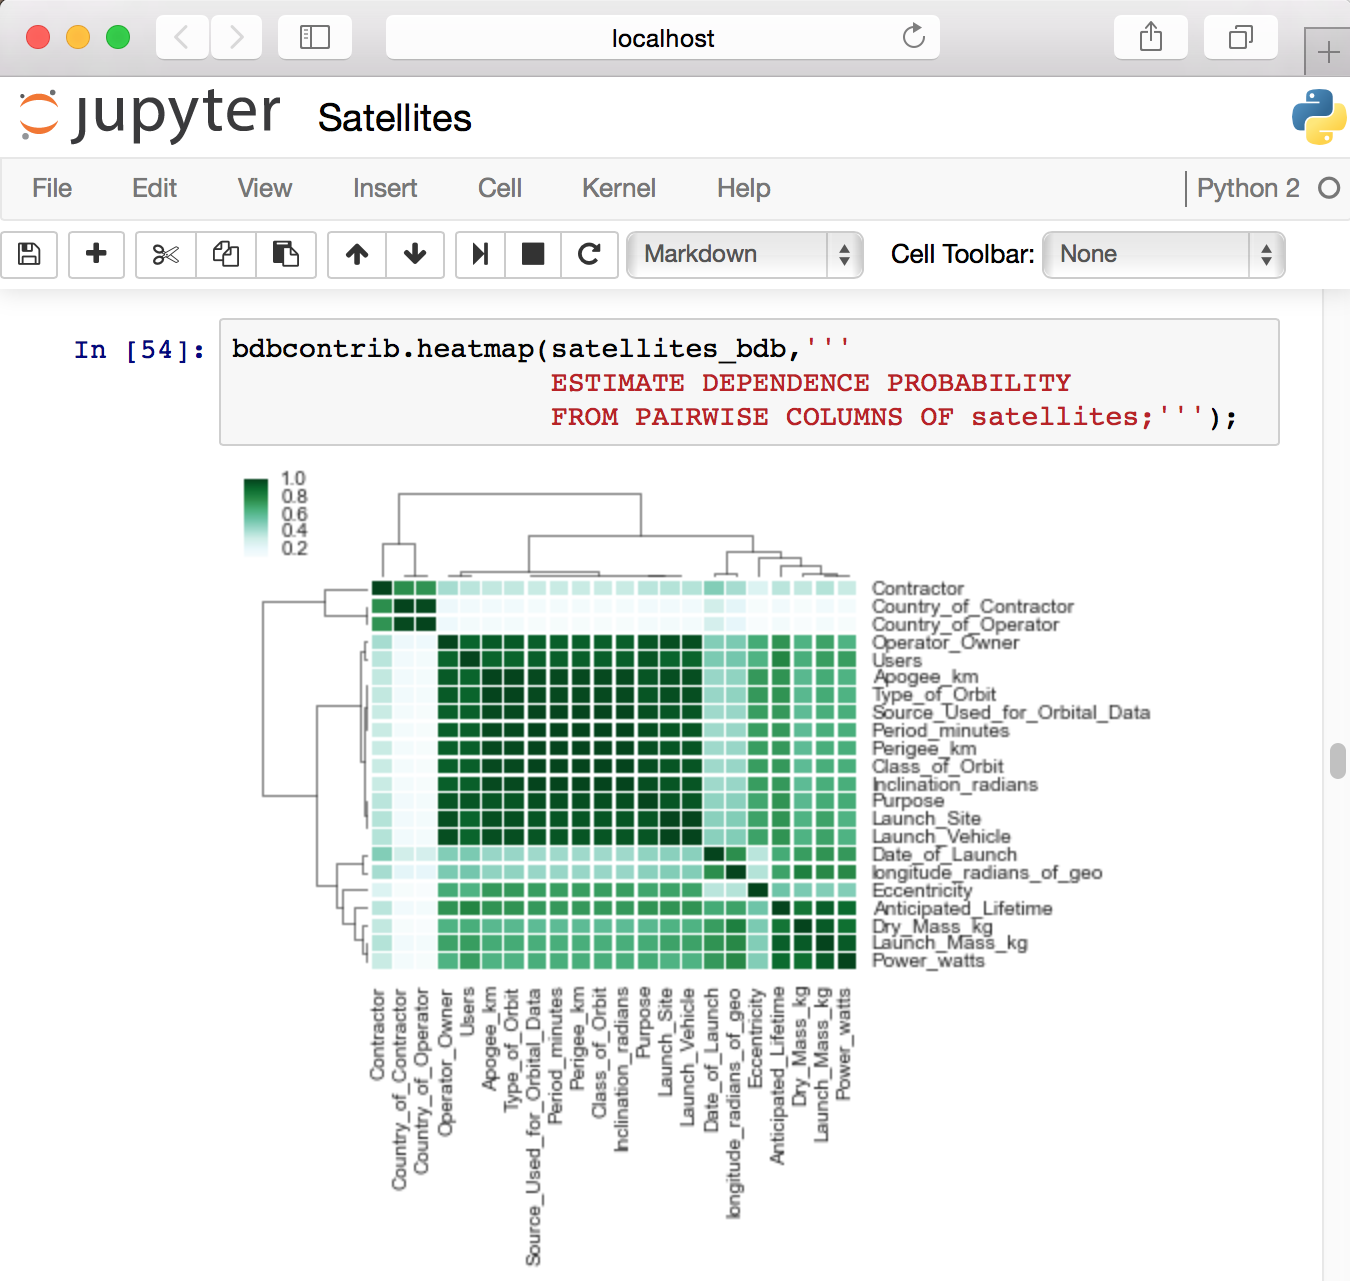 localhost
jupyter Satellites
File Edit View Insert Cell Kernel Help Python 2
Markdown Cell Toolbar: None
In [54]: bdbcontrib.heatmap(satellites_bdb,'''
ESTIMATE DEPENDENCE PROBABILITY
FROM PAIRWISE COLUMNS OF satellites;''');
1.0
0.8
0.6
0.4
0.2
Contractor
Country_of_Contractor
Country_of_Operator
Operator_Owner
Users
Apogee_km
Type_of_Orbit
Source_Used_for_Orbital_Data
Period_minutes
Perigee_km
Class_of_Orbit
Inclination_radians
Purpose
Launch_Site
Launch_Vehicle
Date_of_Launch
longitude_radians_of_geo
Eccentricity
Anticipated_Lifetime
Dry_Mass_kg
Launch_Mass_kg
Power_watts
Contractor
Country_of_Contractor
Country_of_Operator
Operator_Owner
Users
Apogee_km
Type_of_Orbit
Source_Used_for_Orbital_Data
Period_minutes
Perigee_km
Class_of_Orbit
Inclination_radians
Purpose
Launch_Site
Launch_Vehicle
Date_of_Launch
longitude_radians_of_geo
Eccentricity
Anticipated_Lifetime
Dry_Mass_kg
Launch_Mass_kg
Power_watts